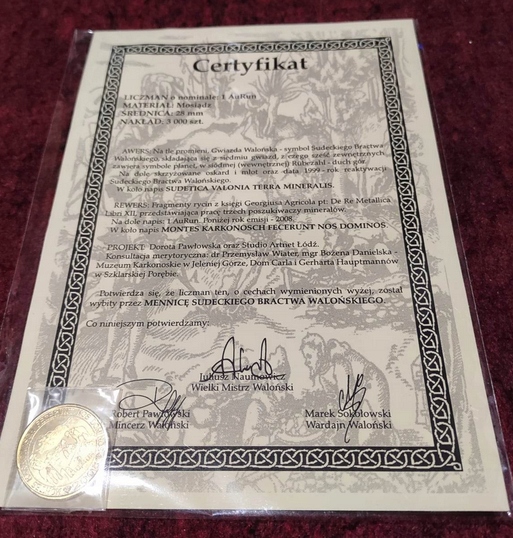 Certyfikat
LICZMAN o nominale: 1 AuRun
MATERIAŁ: Mosiądz
ŚREDNICA: 28 mm
NAKŁAD: 3 000 szt.
AWERS: Na tle promieni, Gwiazda Walońska - symbol Sudeckiego Bractwa
Walońskiego, składająca się z siedmiu gwiazd, z czego sześć zewnętrznych
zawiera symbole planet, w siódmej (wewnętrznej) Rübezahl - duch gór.
Na dole skrzyżowane oskard i młot oraz data 1999 - rok reaktywacji
Sudeckiego Bractwa Walońskiego.
W koło napis SUDETICA VALONIA TERRA MINERALIS.
REWERS: Fragmenty rycin z księgi Georgiusa Agricola pt: De Re Metallica
Libri XII, przedstawiająca pracę trzech poszukiwaczy minerałów.
Na dole napis: 1 AuRun. Poniżej rok emisji - 2008.
W koło napis MONTES KARKONOSCH FECERUNT NOS DOMINOS.
PROJEKT: Dorota Pawłowska oraz Studio Artnet Łódź.
Konsultacja merytoryczna: dr Przemysław Wiater, mgr Bożena Danielska -
Muzeum Karkonoskie w Jeleniej Górze, Dom Carla i Gerharta Hauptmannów
w Szklarskiej Porębie.
Potwierdza się, że liczman ten, o cechach wymienionych wyżej, został
wybity przez MENNICĘ SUDECKIEGO BRACTWA WALOŃSKIEGO.
Co niniejszym potwierdzamy:
Juliusz Naumowicz
Wielki Mistrz Waloński
Robert Pawłowski
Mincerz Waloński
Marek Sokołowski
Wardajn Waloński